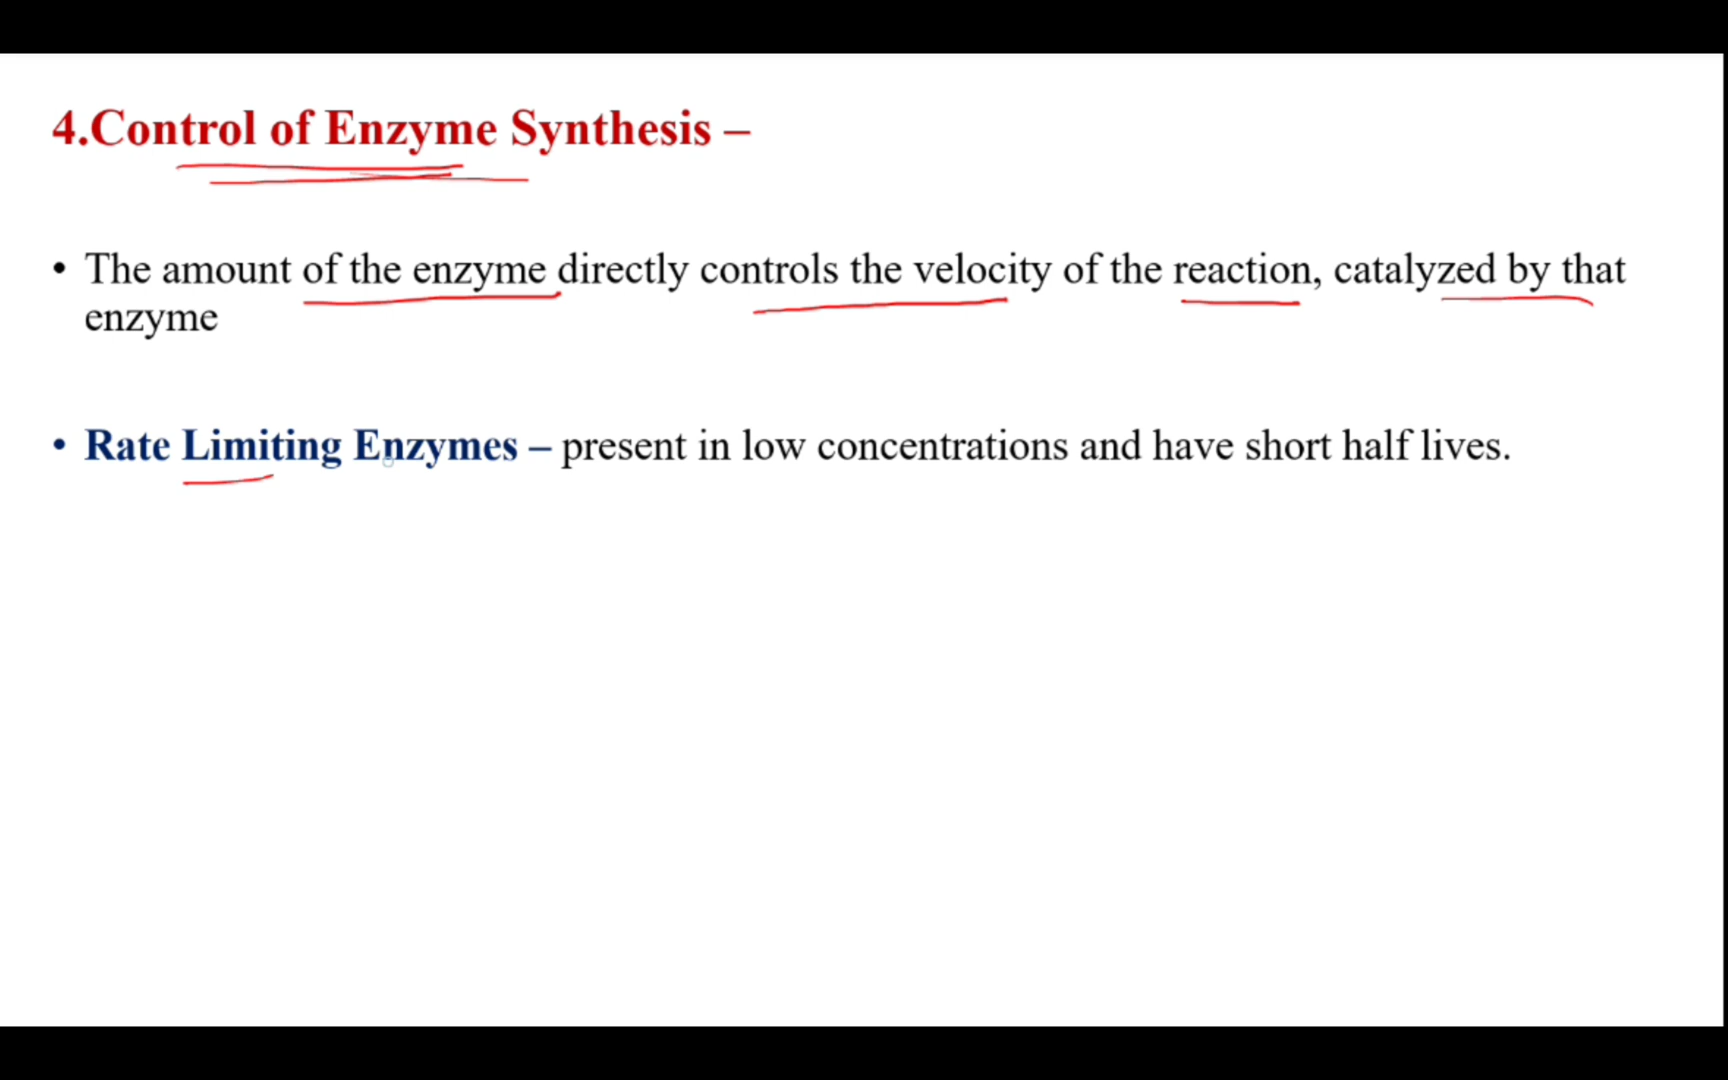 4.Control of Enzyme Synthesis –
• The amount of the enzyme directly controls the velocity of the reaction, catalyzed by that
enzyme
• Rate Limiting Enzymes – present in low concentrations and have short half lives.